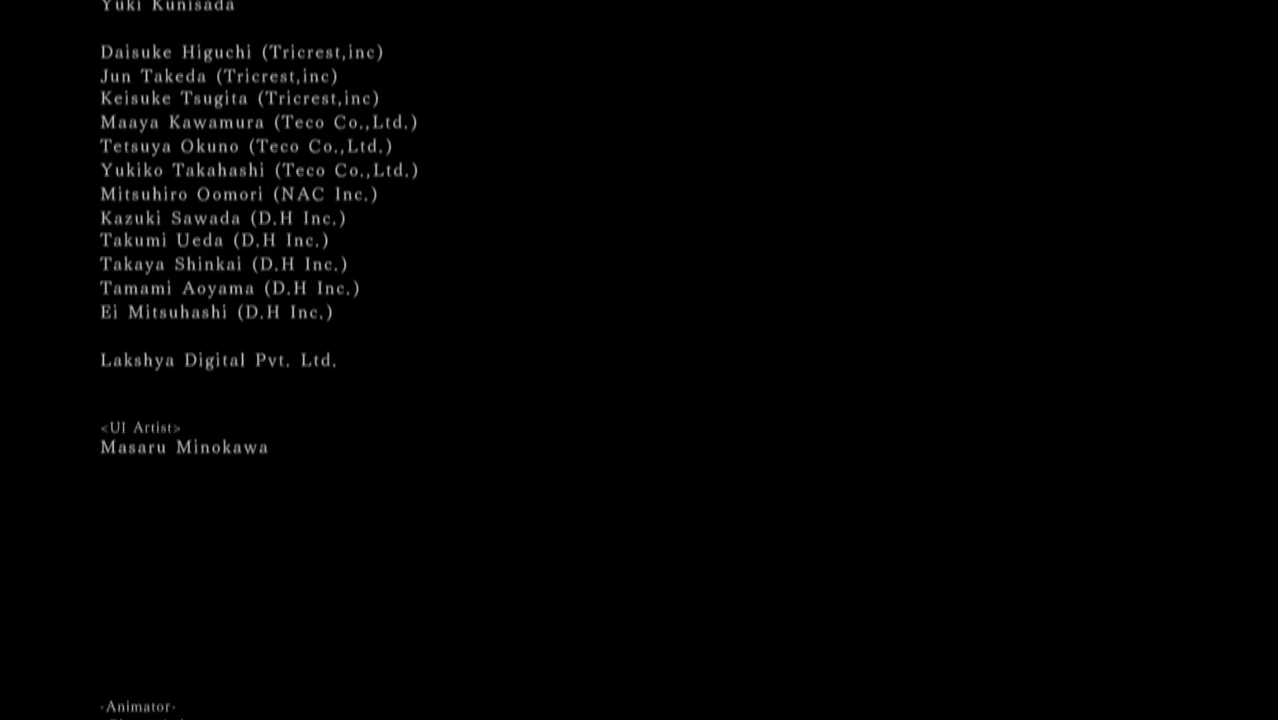 Yuki Kunisada
Daisuke Higuchi (Tricrest,inc)
Jun Takeda (Tricrest,inc)
Keisuke Tsugita (Tricrest,inc)
Maaya Kawamura (Teco Co.,Ltd.)
Tetsuya Okuno (Teco Co.,Ltd.)
Yukiko Takahashi (Teco Co.,Ltd.)
Mitsuhiro Oomori (NAC Inc.)
Kazuki Sawada (D.H Inc.)
Takumi Ueda (D.H Inc.)
Takaya Shinkai (D.H Inc.)
Tamami Aoyama (D.H Inc.)
Ei Mitsuhashi (D.H Inc.)
Lakshya Digital Pvt. Ltd.
<UI Artist>
Masaru Minokawa
-Animator-